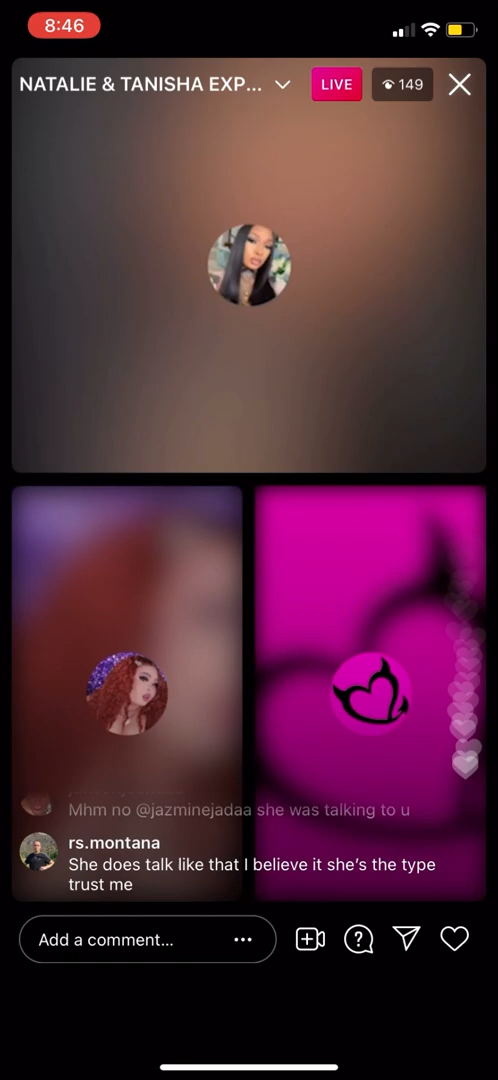 8:46
NATALIE & TANISHA EXP...
LIVE
149
Mhm no @jazminejadaa she was talking to u
rs.montana
She does talk like that I believe it she's the type
trust me
Add a comment...